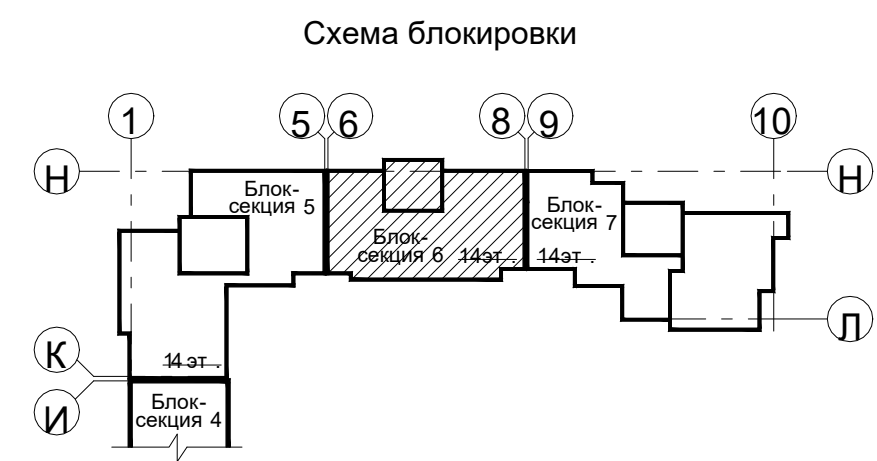 Схема блокировки
1
5
6
8
9
10
Н
Н
Блок-
секция 5
Блок-
секция 6
14эт.
Блок-
секция 7
14эт.
Л
К
14 эт.
И
Блок-
секция 4